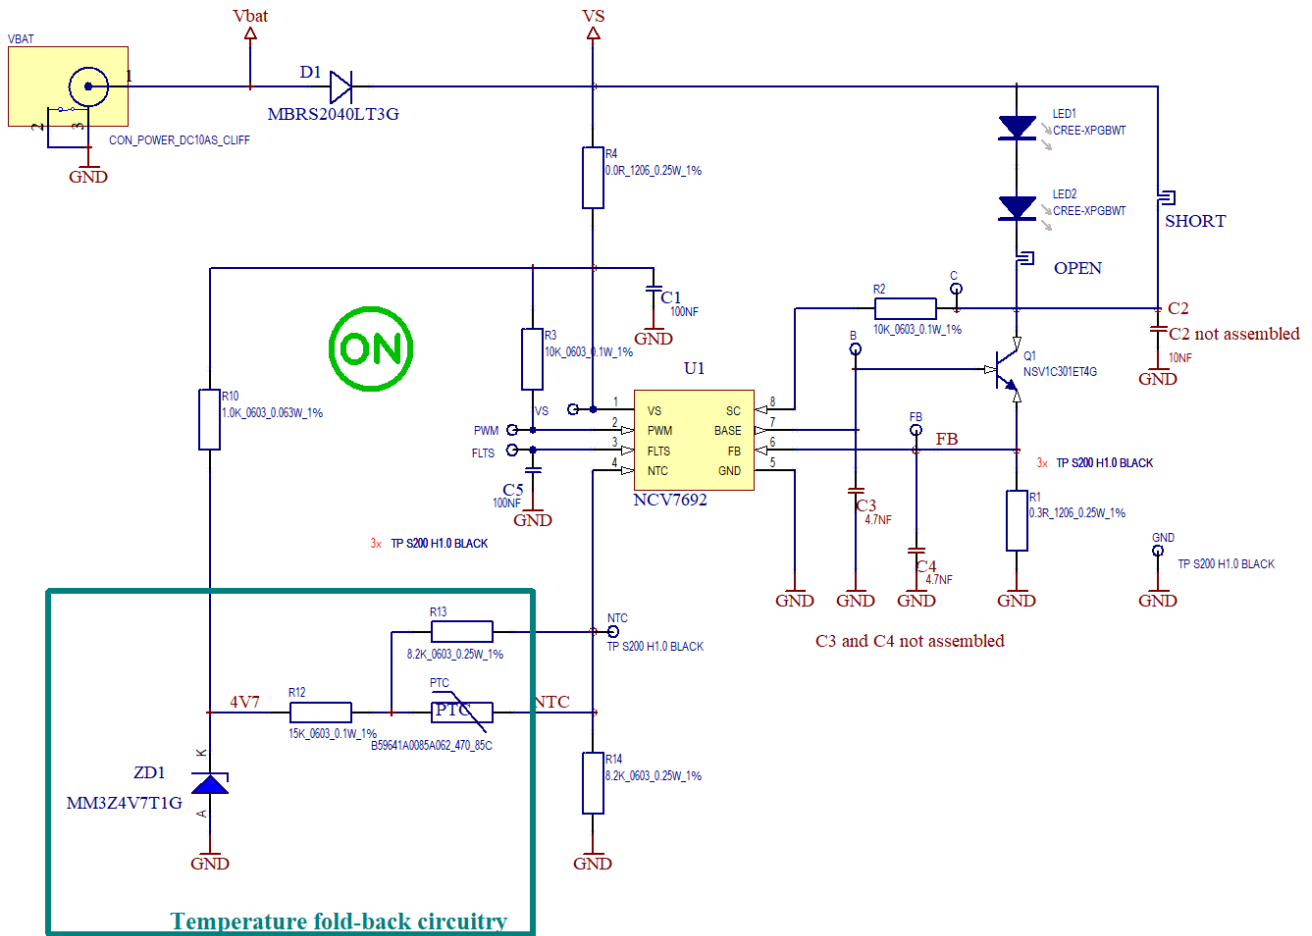 Vbat
VS
VBAT
1
D1
MBRS2040LT3G
2
3
CON_POWER_DC10AS_CLIFF
GND
R4
0.0R_1206_0.25W_1%
LED1
CREE-XPGBWT
LED2
CREE-XPGBWT
SHORT
OPEN
C
R2
10K_0603_0.1W_1%
C2
C2 not assembled
10NF
GND
C1
100NF
GND
ON
R3
10K_0603_0.1W_1%
B
Q1
NSV1C301ET4G
U1
R10
1.0K_0603_0.063W_1%
VS
1
VS
SC
8
PWM
2
PWM
BASE
7
FLTS
3
FLTS
FB
6
4
NTC
GND
5
NCV7692
FB
FB
3x TP S200 H1.0 BLACK
C5
100NF
GND
C3
4.7NF
R1
0.3R_1206_0.25W_1%
3x TP S200 H1.0 BLACK
C4
4.7NF
GND
TP S200 H1.0 BLACK
GND
GND
GND
GND
GND
C3 and C4 not assembled
R13
8.2K_0603_0.25W_1%
NTC
TP S200 H1.0 BLACK
4V7
R12
15K_0603_0.1W_1%
PTC
PTC
NTC
B59641A0085A062_470_85C
K
ZD1
MM3Z4V7T1G
A
GND
R14
8.2K_0603_0.25W_1%
GND
Temperature fold-back circuitry